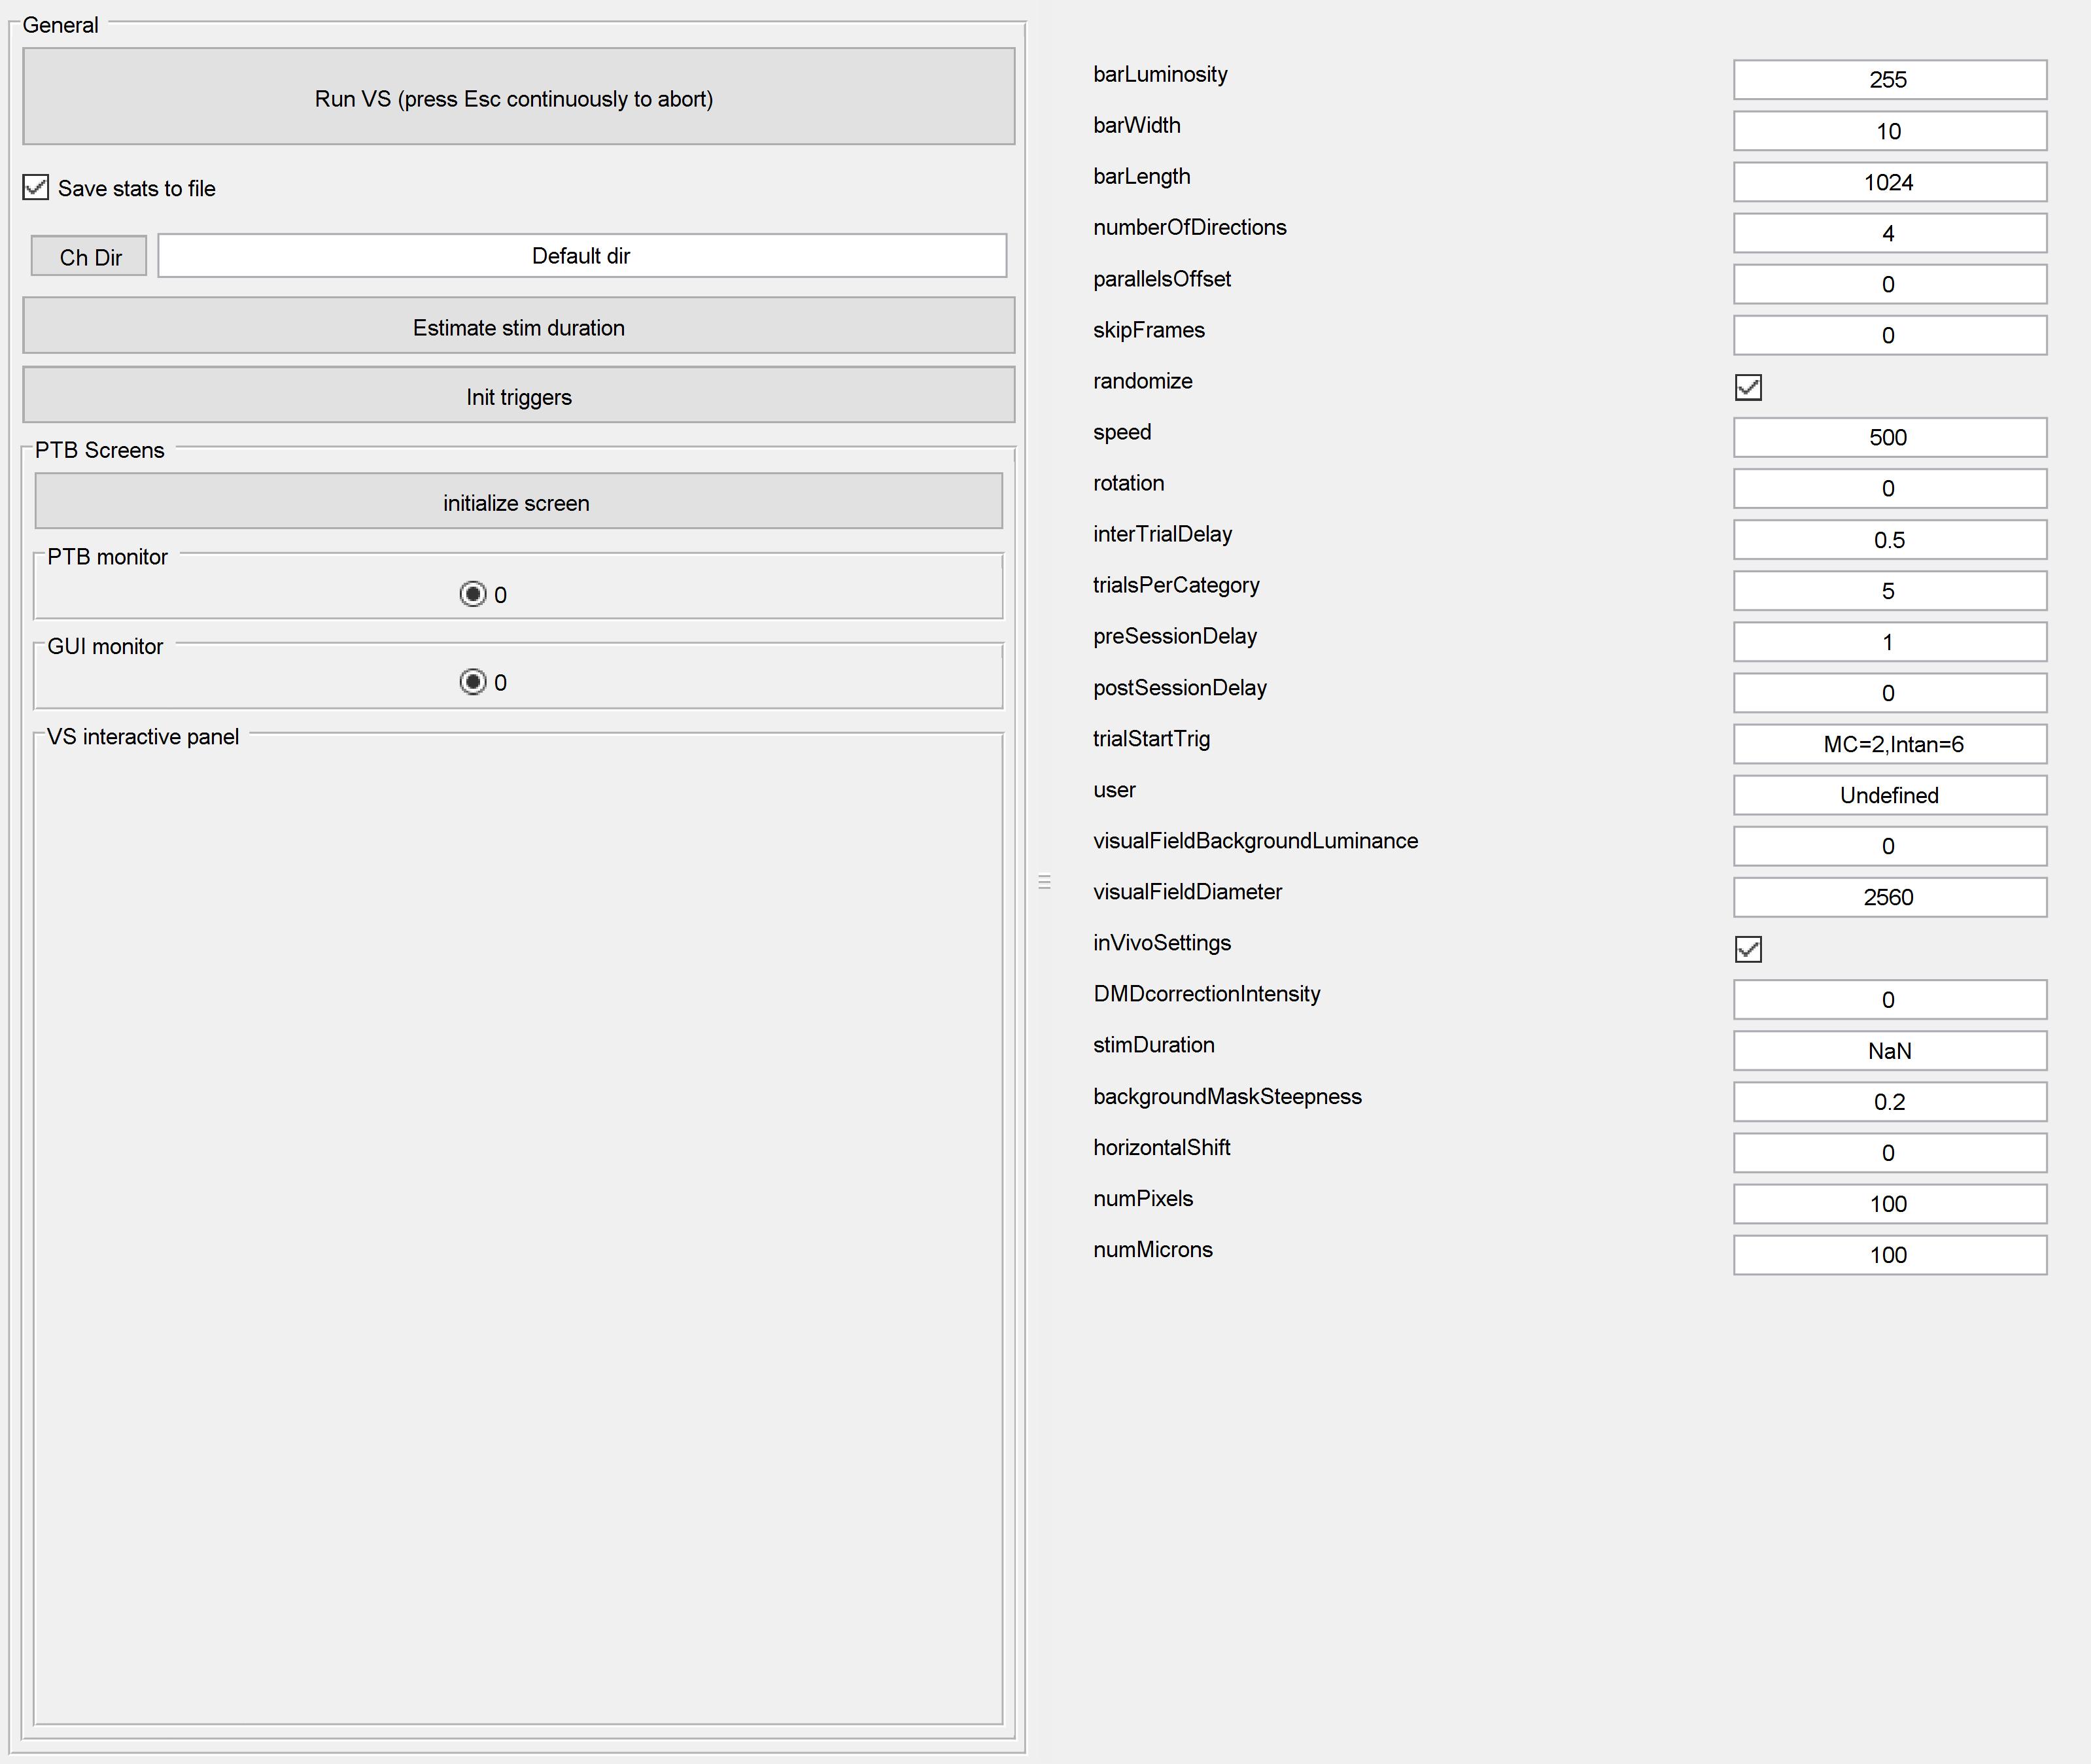 General
Run VS (press Esc continuously to abort)
Save stats to file
Ch Dir
Default dir
Estimate stim duration
Init triggers
PTB Screens
initialize screen
PTB monitor
0
GUI monitor
0
VS interactive panel
barLuminosity 255
barWidth 10
barLength 1024
numberOfDirections 4
parallelsOffset 0
skipFrames 0
randomize
speed 500
rotation 0
interTrialDelay 0.5
trialsPerCategory 5
preSessionDelay 1
postSessionDelay 0
trialStartTrig MC=2,Intan=6
user Undefined
visualFieldBackgroundLuminance 0
visualFieldDiameter 2560
inVivoSettings
DMDcorrectionIntensity 0
stimDuration NaN
backgroundMaskSteepness 0.2
horizontalShift 0
numPixels 100
numMicrons 100